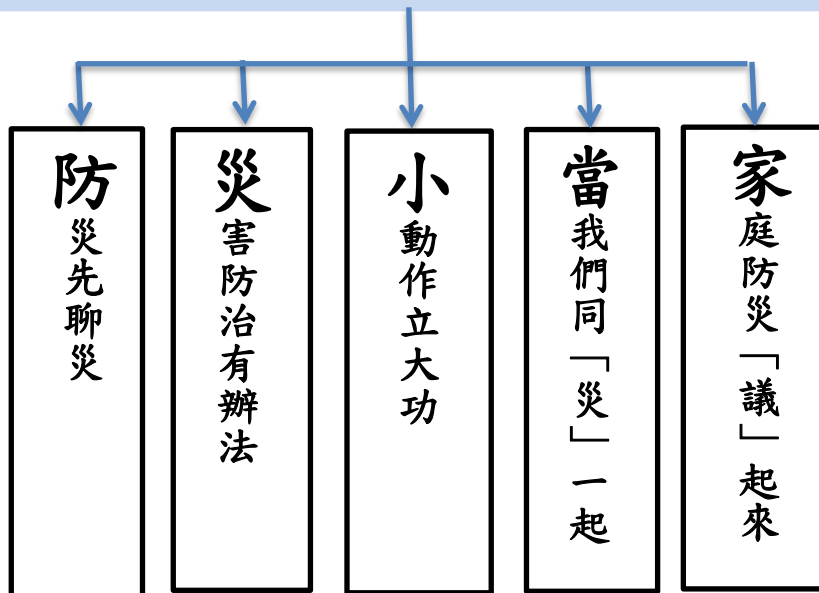 防災先聊災
災害防治有辦法
小動作立大功
當我們同「災」一起
家庭防災「議」起來